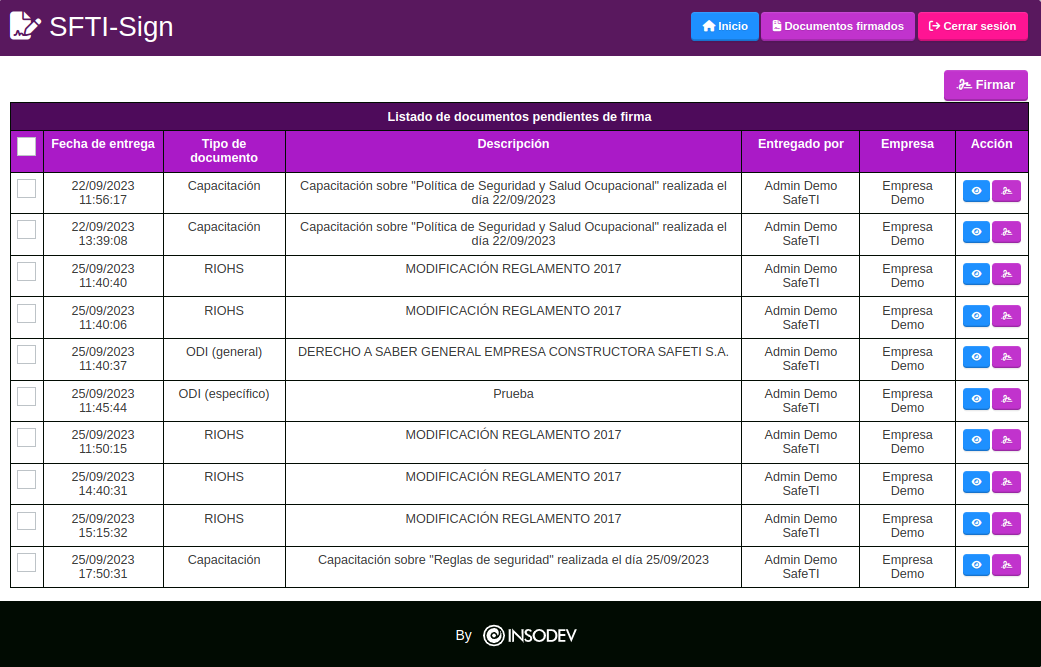 SFTI-Sign
Inicio
Documentos firmados
Cerrar sesión
Firmar
Listado de documentos pendientes de firma
Fecha de entrega
Tipo de
documento
Descripción
Entregado por
Empresa
Acción
22/09/2023
11:56:17
Capacitación
Capacitación sobre "Política de Seguridad y Salud Ocupacional" realizada el
día 22/09/2023
Admin Demo
SafeTI
Empresa
Demo
22/09/2023
13:39:08
Capacitación
Capacitación sobre "Política de Seguridad y Salud Ocupacional" realizada el
día 22/09/2023
Admin Demo
SafeTI
Empresa
Demo
25/09/2023
11:40:40
RIOHS
MODIFICACIÓN REGLAMENTO 2017
Admin Demo
SafeTI
Empresa
Demo
25/09/2023
11:40:06
RIOHS
MODIFICACIÓN REGLAMENTO 2017
Admin Demo
SafeTI
Empresa
Demo
25/09/2023
11:40:37
ODI (general)
DERECHO A SABER GENERAL EMPRESA CONSTRUCTORA SAFETI S.A.
Admin Demo
SafeTI
Empresa
Demo
25/09/2023
11:45:44
ODI (específico)
Prueba
Admin Demo
SafeTI
Empresa
Demo
25/09/2023
11:50:15
RIOHS
MODIFICACIÓN REGLAMENTO 2017
Admin Demo
SafeTI
Empresa
Demo
25/09/2023
14:40:31
RIOHS
MODIFICACIÓN REGLAMENTO 2017
Admin Demo
SafeTI
Empresa
Demo
25/09/2023
15:15:32
RIOHS
MODIFICACIÓN REGLAMENTO 2017
Admin Demo
SafeTI
Empresa
Demo
25/09/2023
17:50:31
Capacitación
Capacitación sobre "Reglas de seguridad" realizada el día 25/09/2023
Admin Demo
SafeTI
Empresa
Demo
By INSODEV